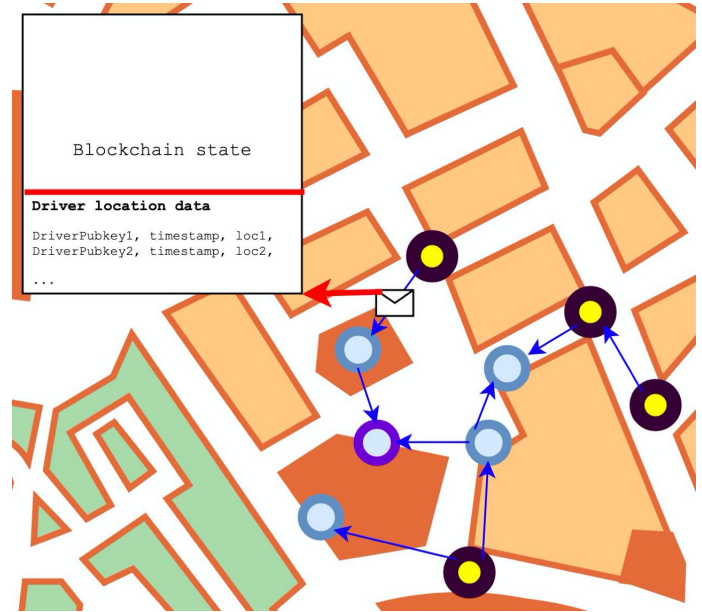 Blockchain state
Driver location data
DriverPubkey1, timestamp, loc1,
DriverPubkey2, timestamp, loc2,
...